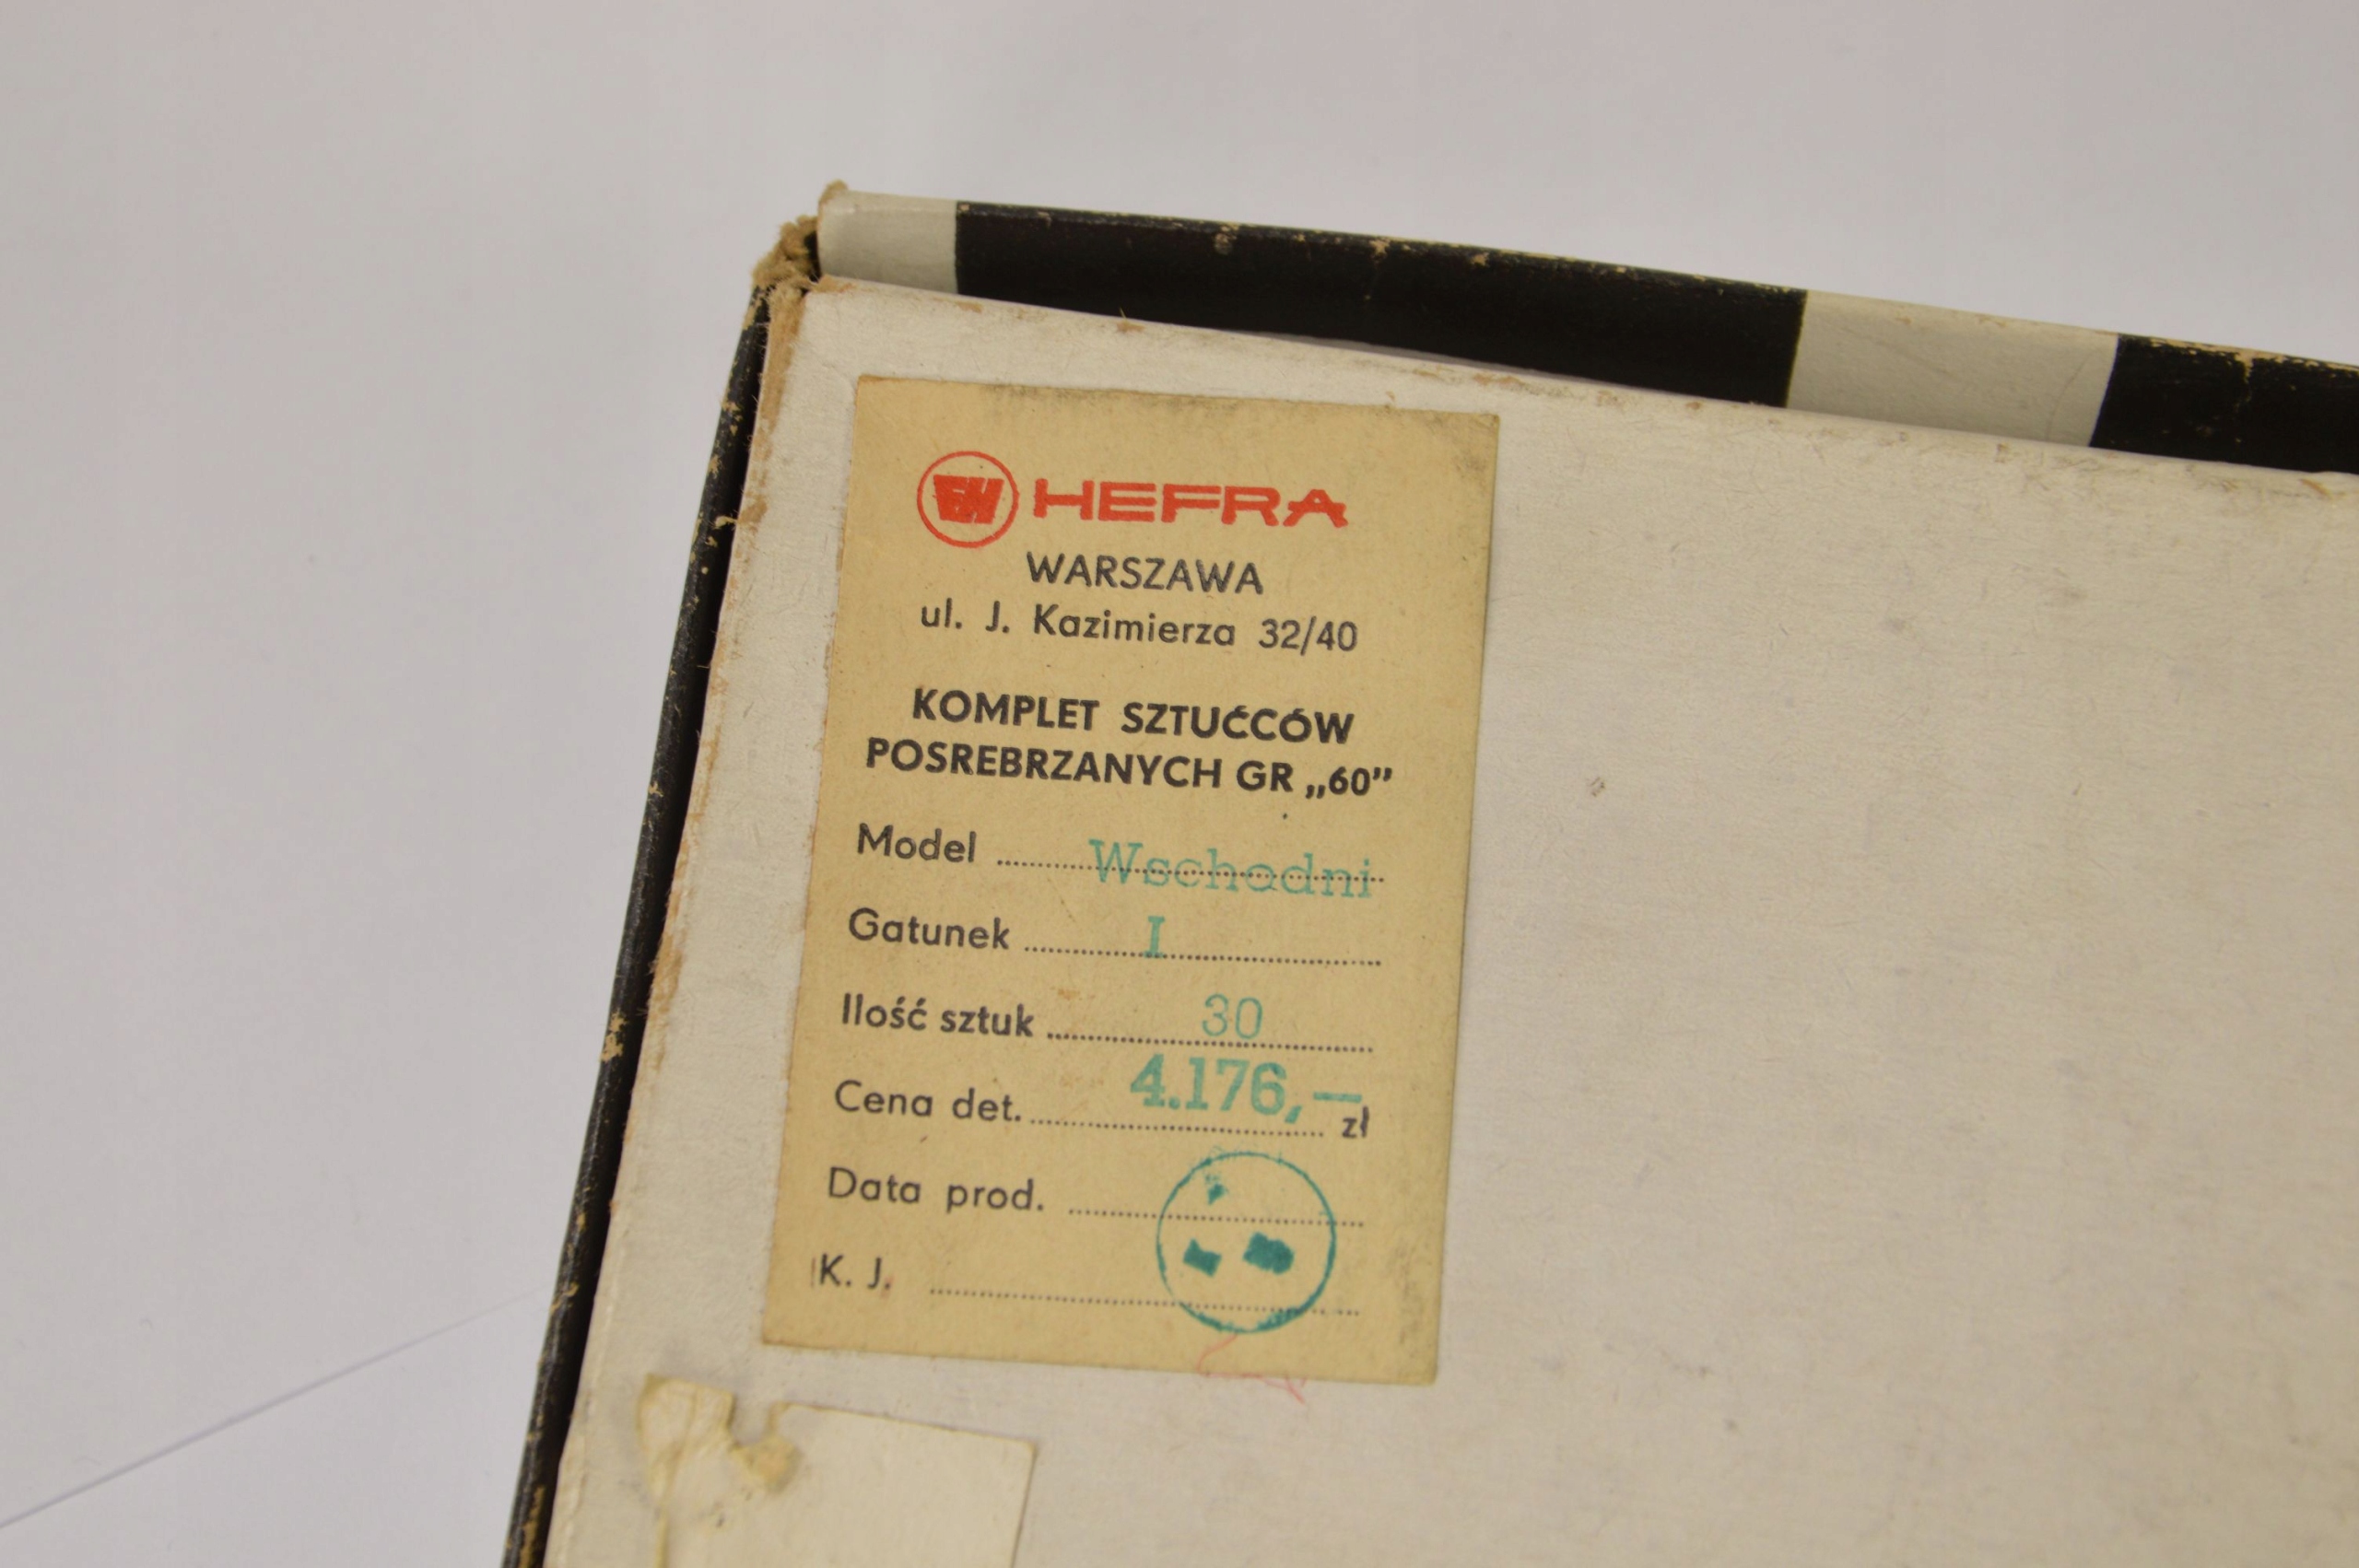 HEFRA
WARSZAWA
ul. J. Kazimierza 32/40
KOMPLET SZTUĆCÓW
POSREBRZANYCH GR „60”
Model Wschodni
Gatunek I
Ilość sztuk 30
Cena det. 4.176,— zł
Data prod.
K. J.